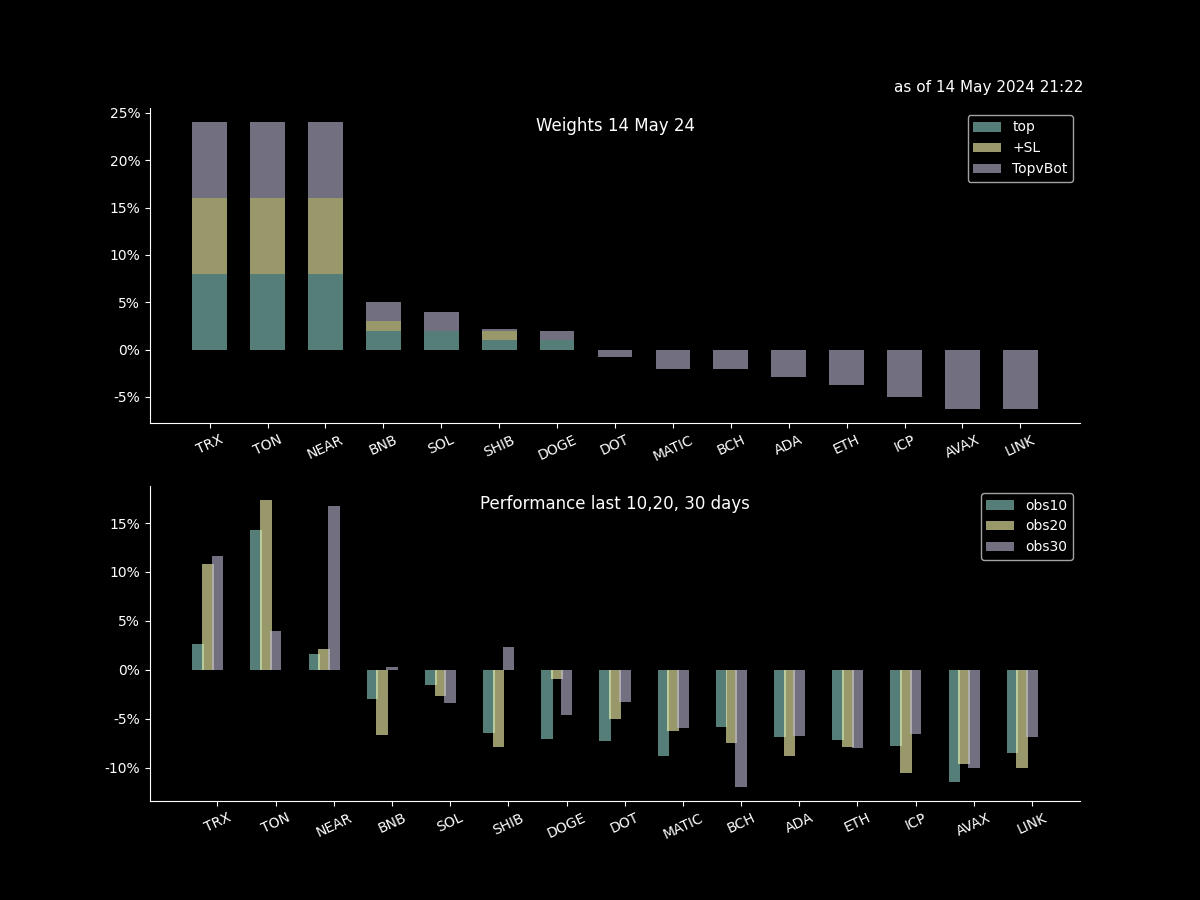 as of 14 May 2024 21:22
Weights 14 May 24
top
+SL
TopvBot
25%
20%
15%
10%
5%
0%
-5%
TRX TON NEAR BNB SOL SHIB DOGE DOT MATIC BCH ADA ETH ICP AVAX LINK
Performance last 10,20, 30 days
obs10
obs20
obs30
15%
10%
5%
0%
-5%
-10%
TRX TON NEAR BNB SOL SHIB DOGE DOT MATIC BCH ADA ETH ICP AVAX LINK